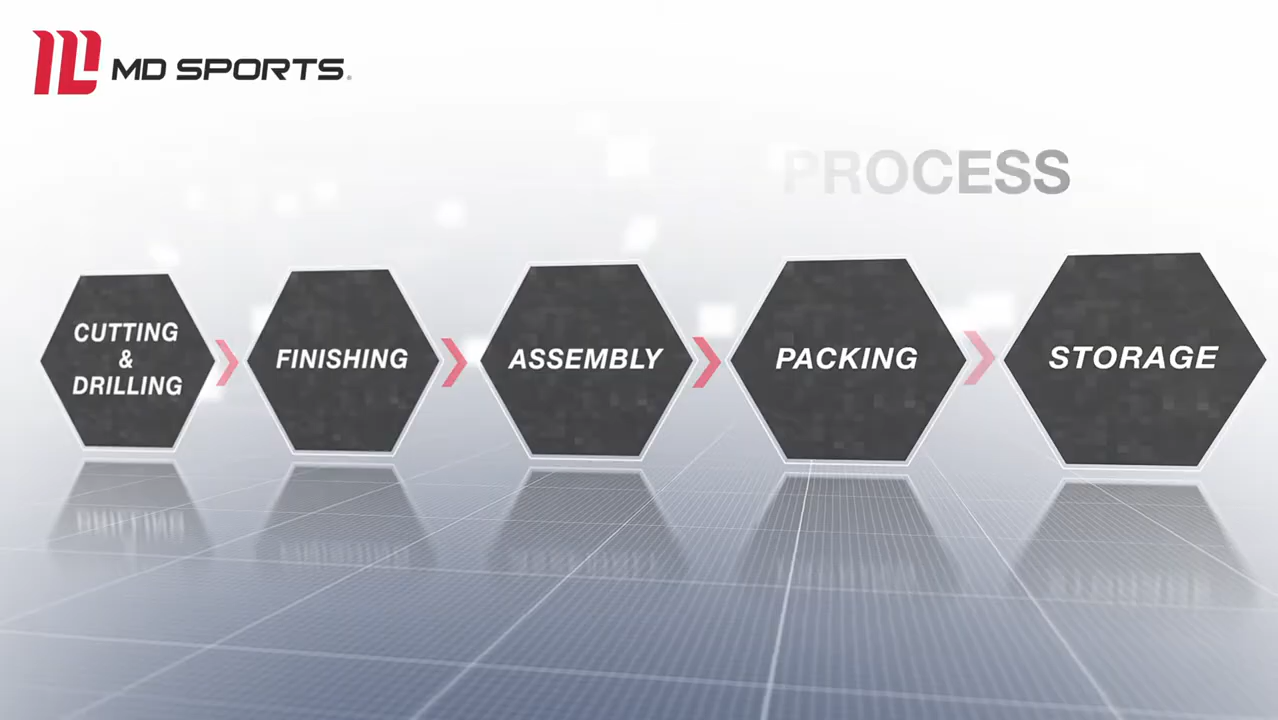 MD SPORTS.
PROCESS
CUTTING
&
DRILLING
FINISHING
ASSEMBLY
PACKING
STORAGE